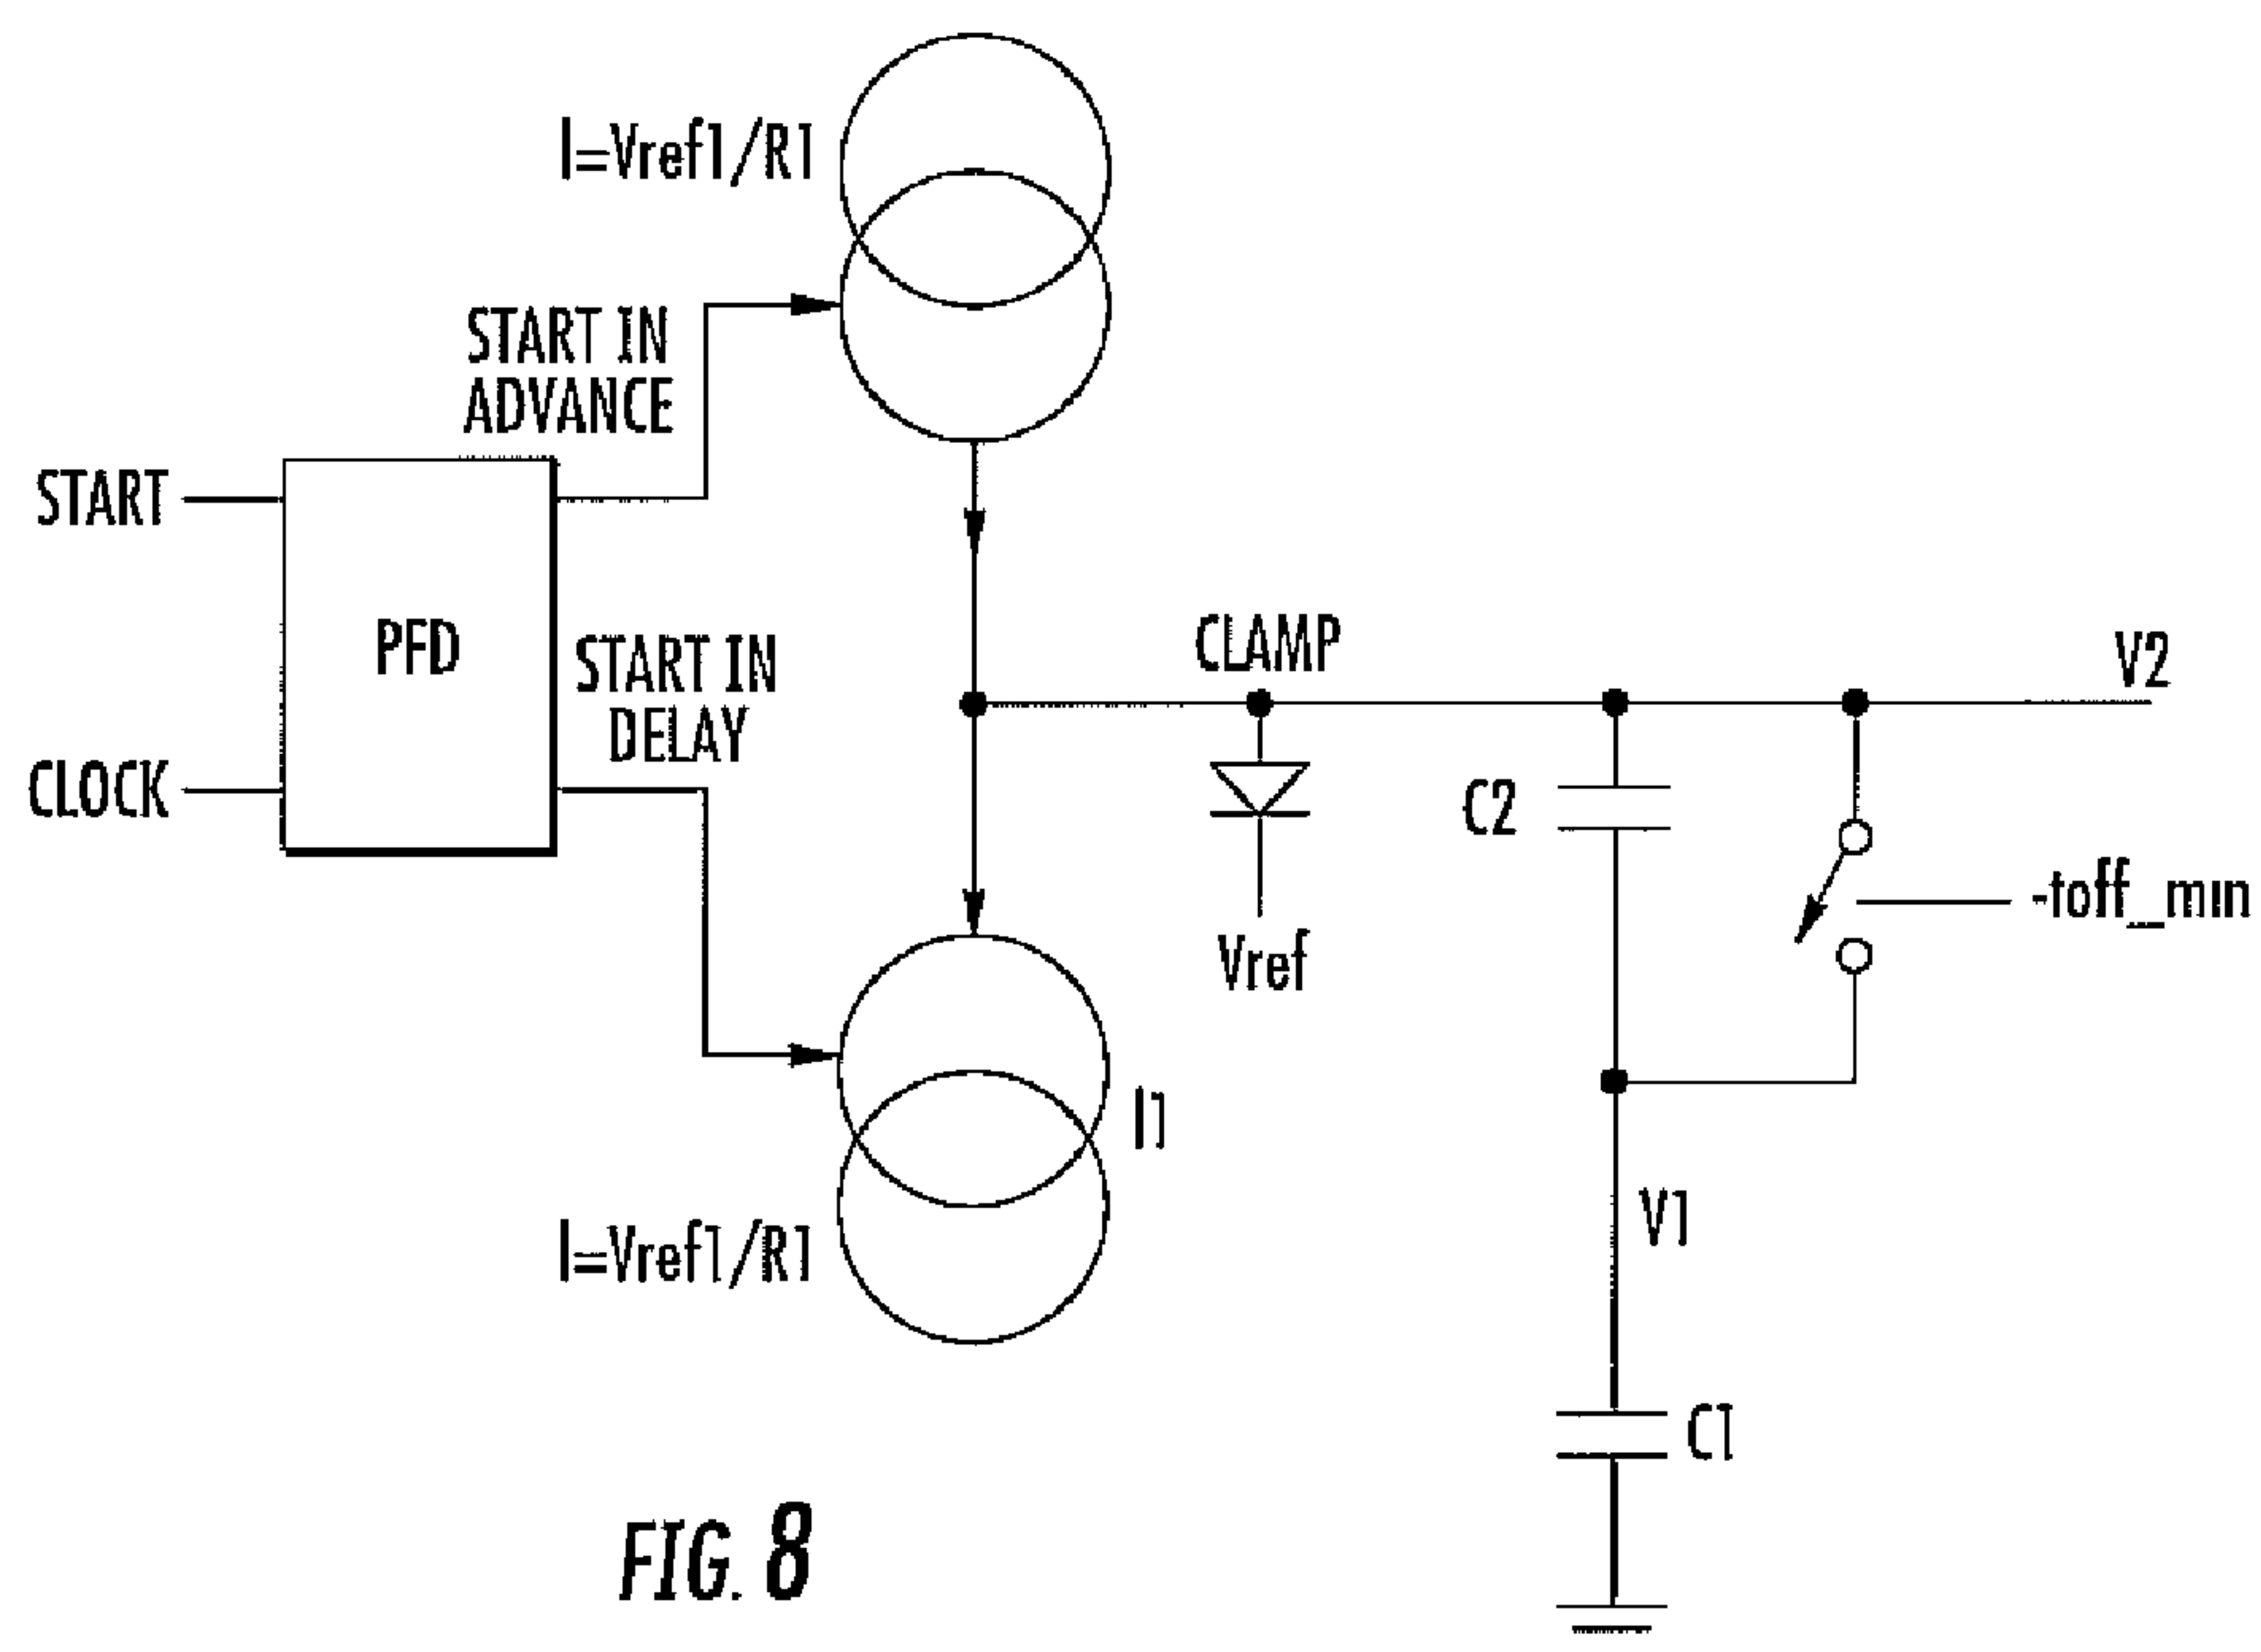 I=Vref1/R1
START IN
ADVANCE
START
PFD
START IN
DELAY
CLOCK
CLAMP
V2
C2
-toff_min
Vref
I1
I=Vref1/R1
V1
C1
FIG. 8